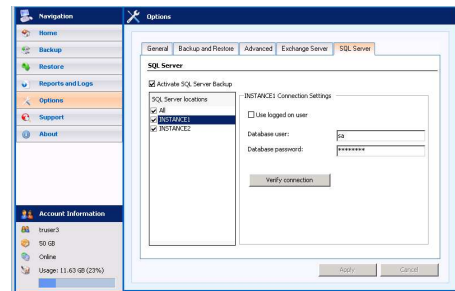 Navigation
Home
Backup
Restore
Reports and Logs
Options
Support
About
Account Information
truser3
50 GB
Online
Usage: 11.63 GB (23%)
Options
General
Backup and Restore
Advanced
Exchange Server
SQL Server
SQL Server
Activate SQL Server Backup
SQL Server locations
All
INSTANCE1
INSTANCE2
INSTANCE1 Connection Settings
Use logged on user
Database user:
sa
Database password:
********
Verify connection
Apply
Cancel